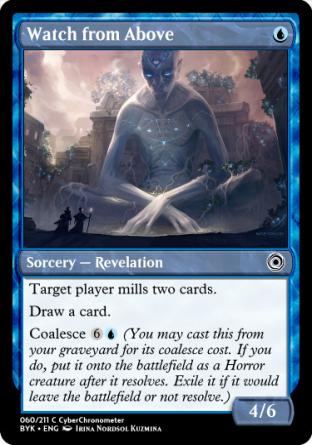 Watch from Above
Sorcery — Revelation
Target player mills two cards.
Draw a card.
Coalesce 6 (You may cast this from
your graveyard for its coalesce cost. If you
do, put it onto the battlefield as a Horror
creature after it resolves. Exile it if it would
leave the battlefield or not resolve.)
4/6
060/211 C CyberChronometer
BYK • ENG Irina Nordsol Kuzmina